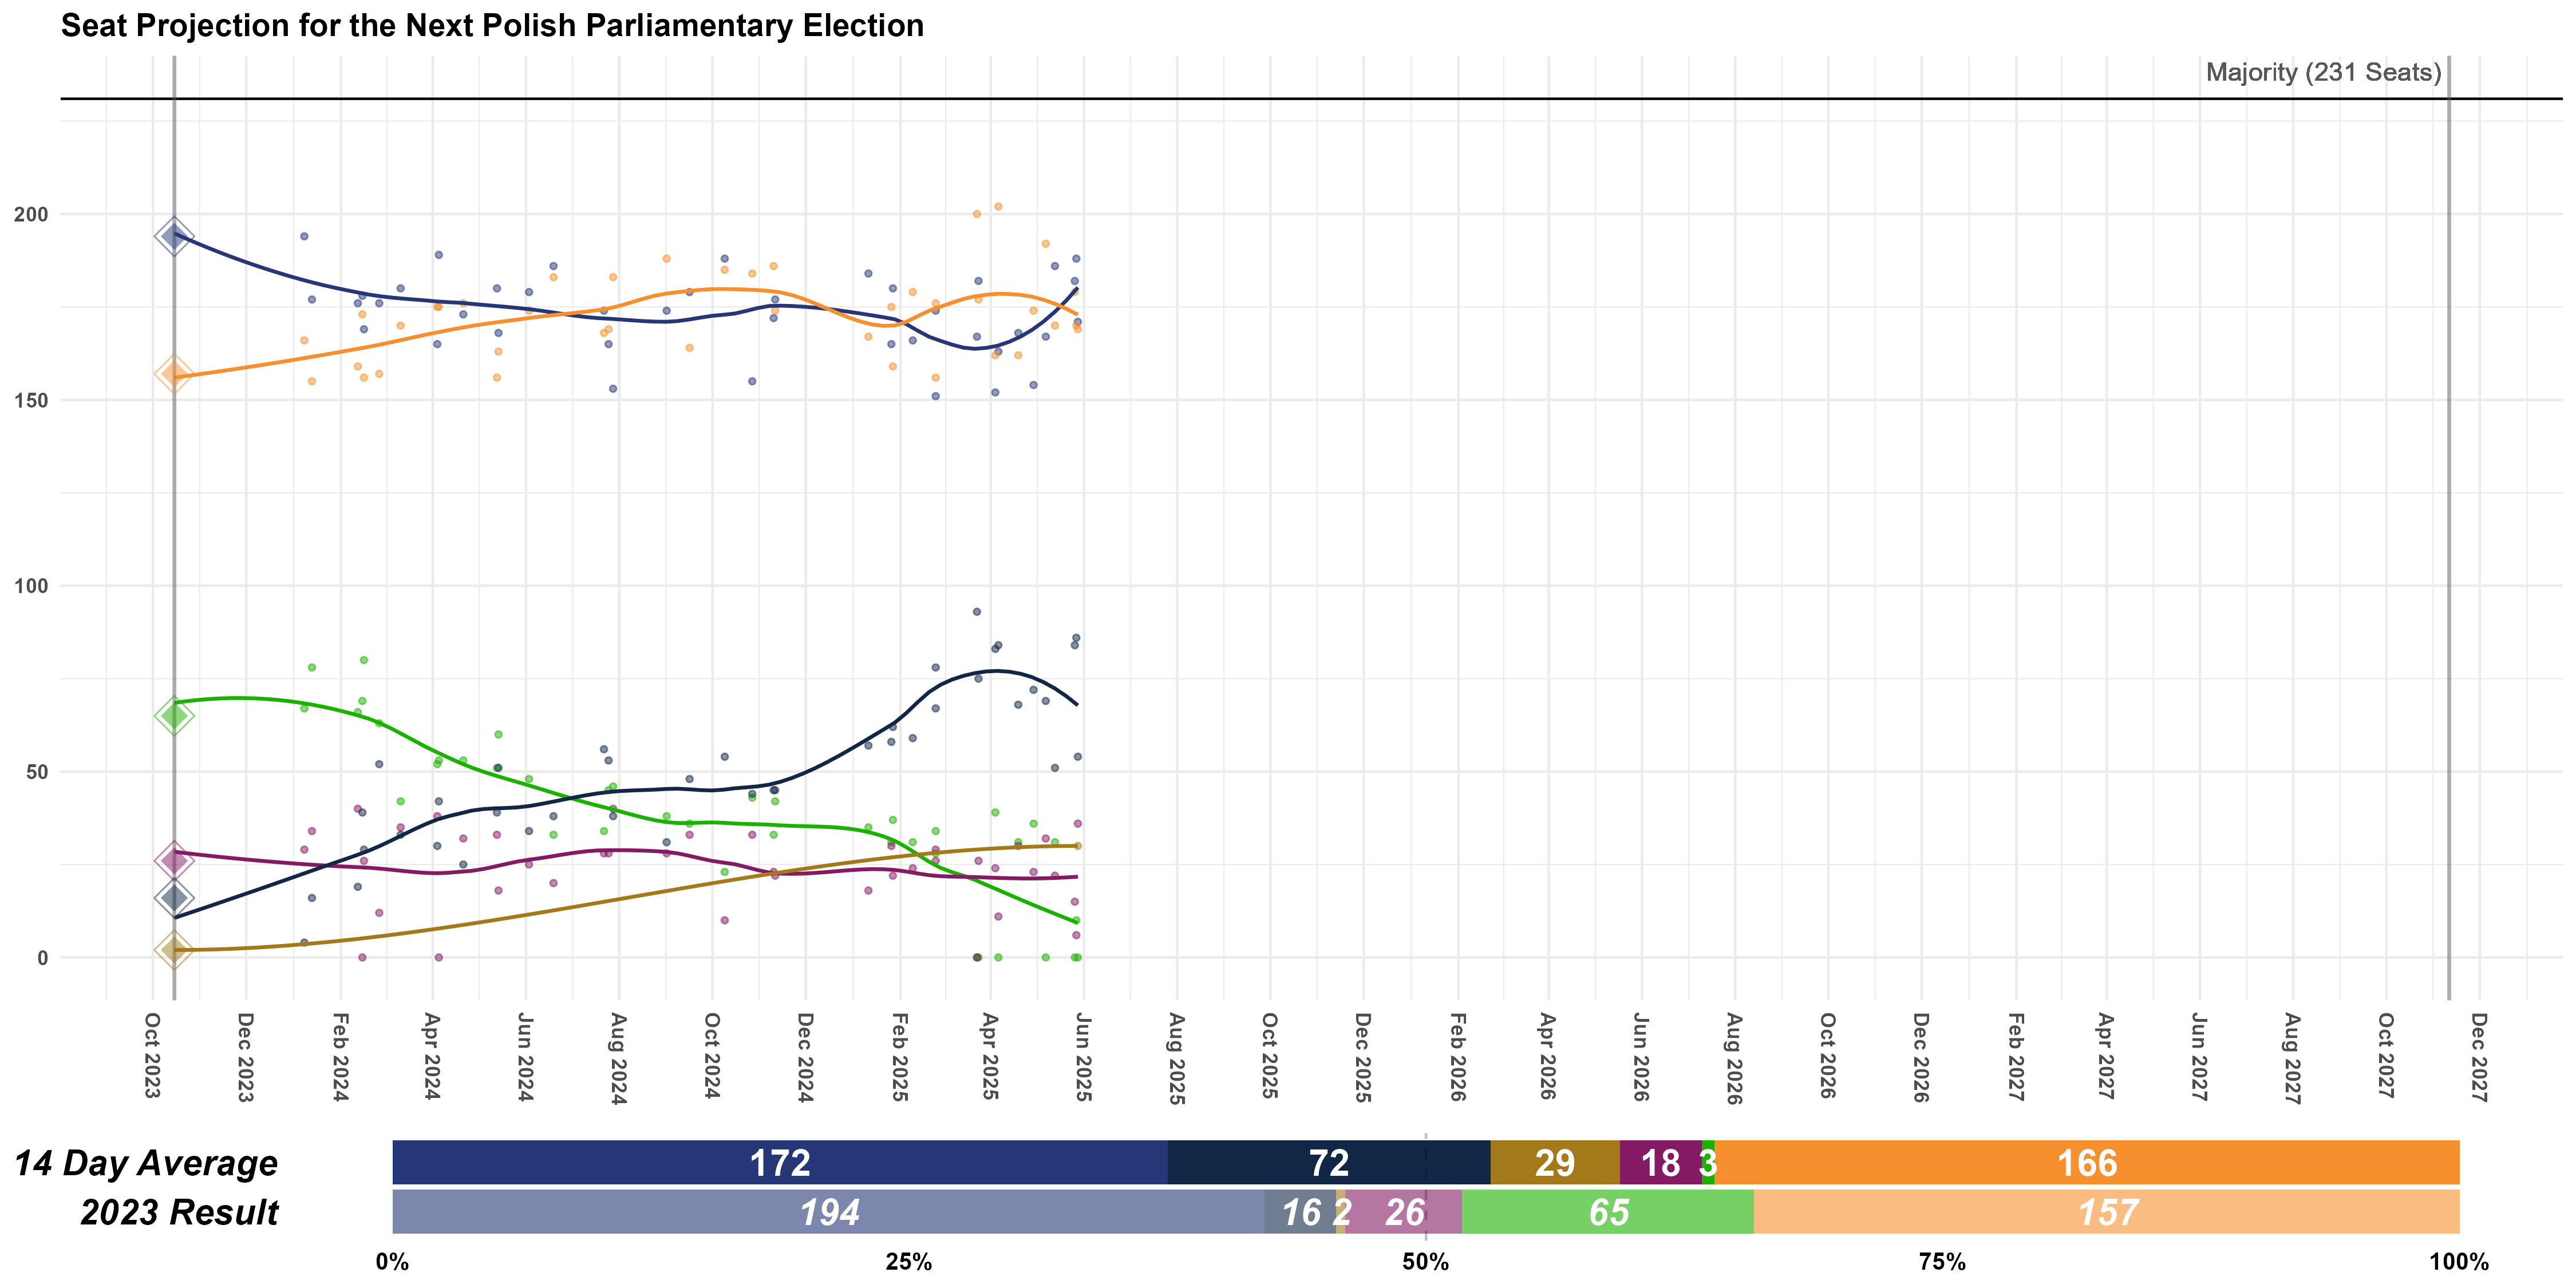 Seat Projection for the Next Polish Parliamentary Election
Majority (231 Seats)
200
150
100
50
0
Oct 2023
Dec 2023
Feb 2024
Apr 2024
Jun 2024
Aug 2024
Oct 2024
Dec 2024
Feb 2025
Apr 2025
Jun 2025
Aug 2025
Oct 2025
Dec 2025
Feb 2026
Apr 2026
Jun 2026
Aug 2026
Oct 2026
Dec 2026
Feb 2027
Apr 2027
Jun 2027
Aug 2027
Oct 2027
Dec 2027
14 Day Average 172 72 29 18 3 166
2023 Result 194 16 2 26 65 157
0% 25% 50% 75% 100%